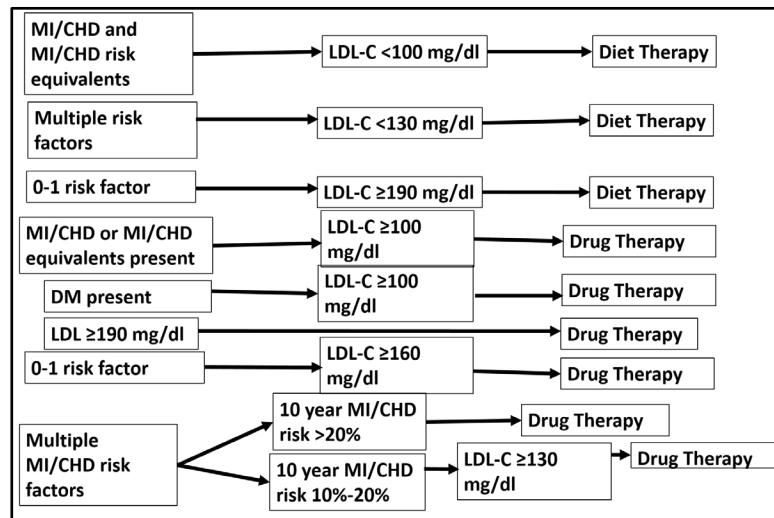 MI/CHD and
MI/CHD risk
equivalents
LDL-C <100 mg/dl
Diet Therapy
Multiple risk
factors
LDL-C <130 mg/dl
Diet Therapy
0-1 risk factor
LDL-C ≥190 mg/dl
Diet Therapy
MI/CHD or MI/CHD
equivalents present
LDL-C ≥100
mg/dl
Drug Therapy
DM present
LDL-C ≥100
mg/dl
Drug Therapy
LDL ≥190 mg/dl
Drug Therapy
0-1 risk factor
LDL-C ≥160
mg/dl
Drug Therapy
Multiple
MI/CHD risk
factors
10 year MI/CHD
risk >20%
Drug Therapy
10 year MI/CHD
risk 10%-20%
LDL-C ≥130
mg/dl
Drug Therapy